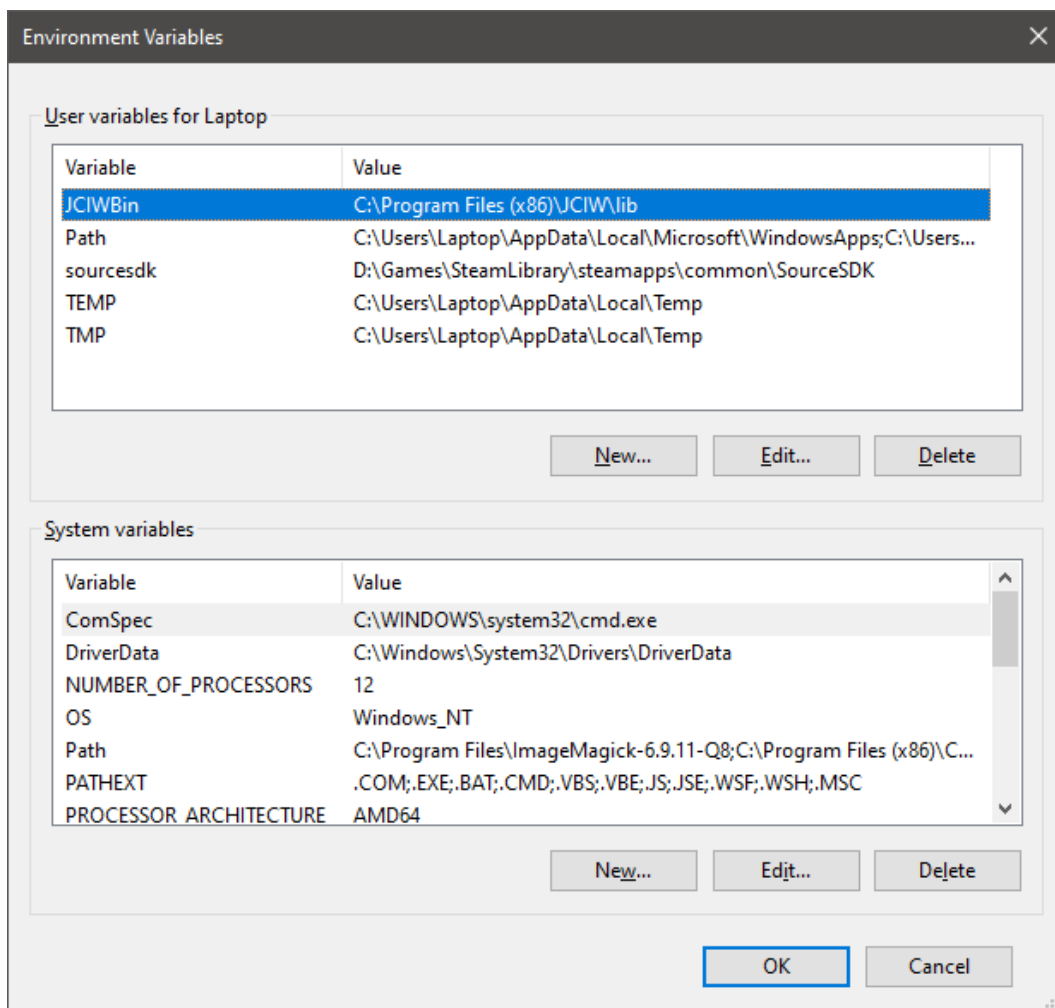 Environment Variables
User variables for Laptop
Variable Value
JCIWBin C:\Program Files (x86)\JCIW\lib
Path C:\Users\Laptop\AppData\Local\Microsoft\WindowsApps;C:\Users...
sourcesdk D:\Games\SteamLibrary\steamapps\common\SourceSDK
TEMP C:\Users\Laptop\AppData\Local\Temp
TMP C:\Users\Laptop\AppData\Local\Temp
New... Edit... Delete
System variables
Variable Value
ComSpec C:\WINDOWS\system32\cmd.exe
DriverData C:\Windows\System32\Drivers\DriverData
NUMBER_OF_PROCESSORS 12
OS Windows_NT
Path C:\Program Files\ImageMagick-6.9.11-Q8;C:\Program Files (x86)\C...
PATHEXT .COM;.EXE;.BAT;.CMD;.VBS;.VBE;.JS;.JSE;.WSF;.WSH;.MSC
PROCESSOR_ARCHITECTURE AMD64
New... Edit... Delete
OK Cancel